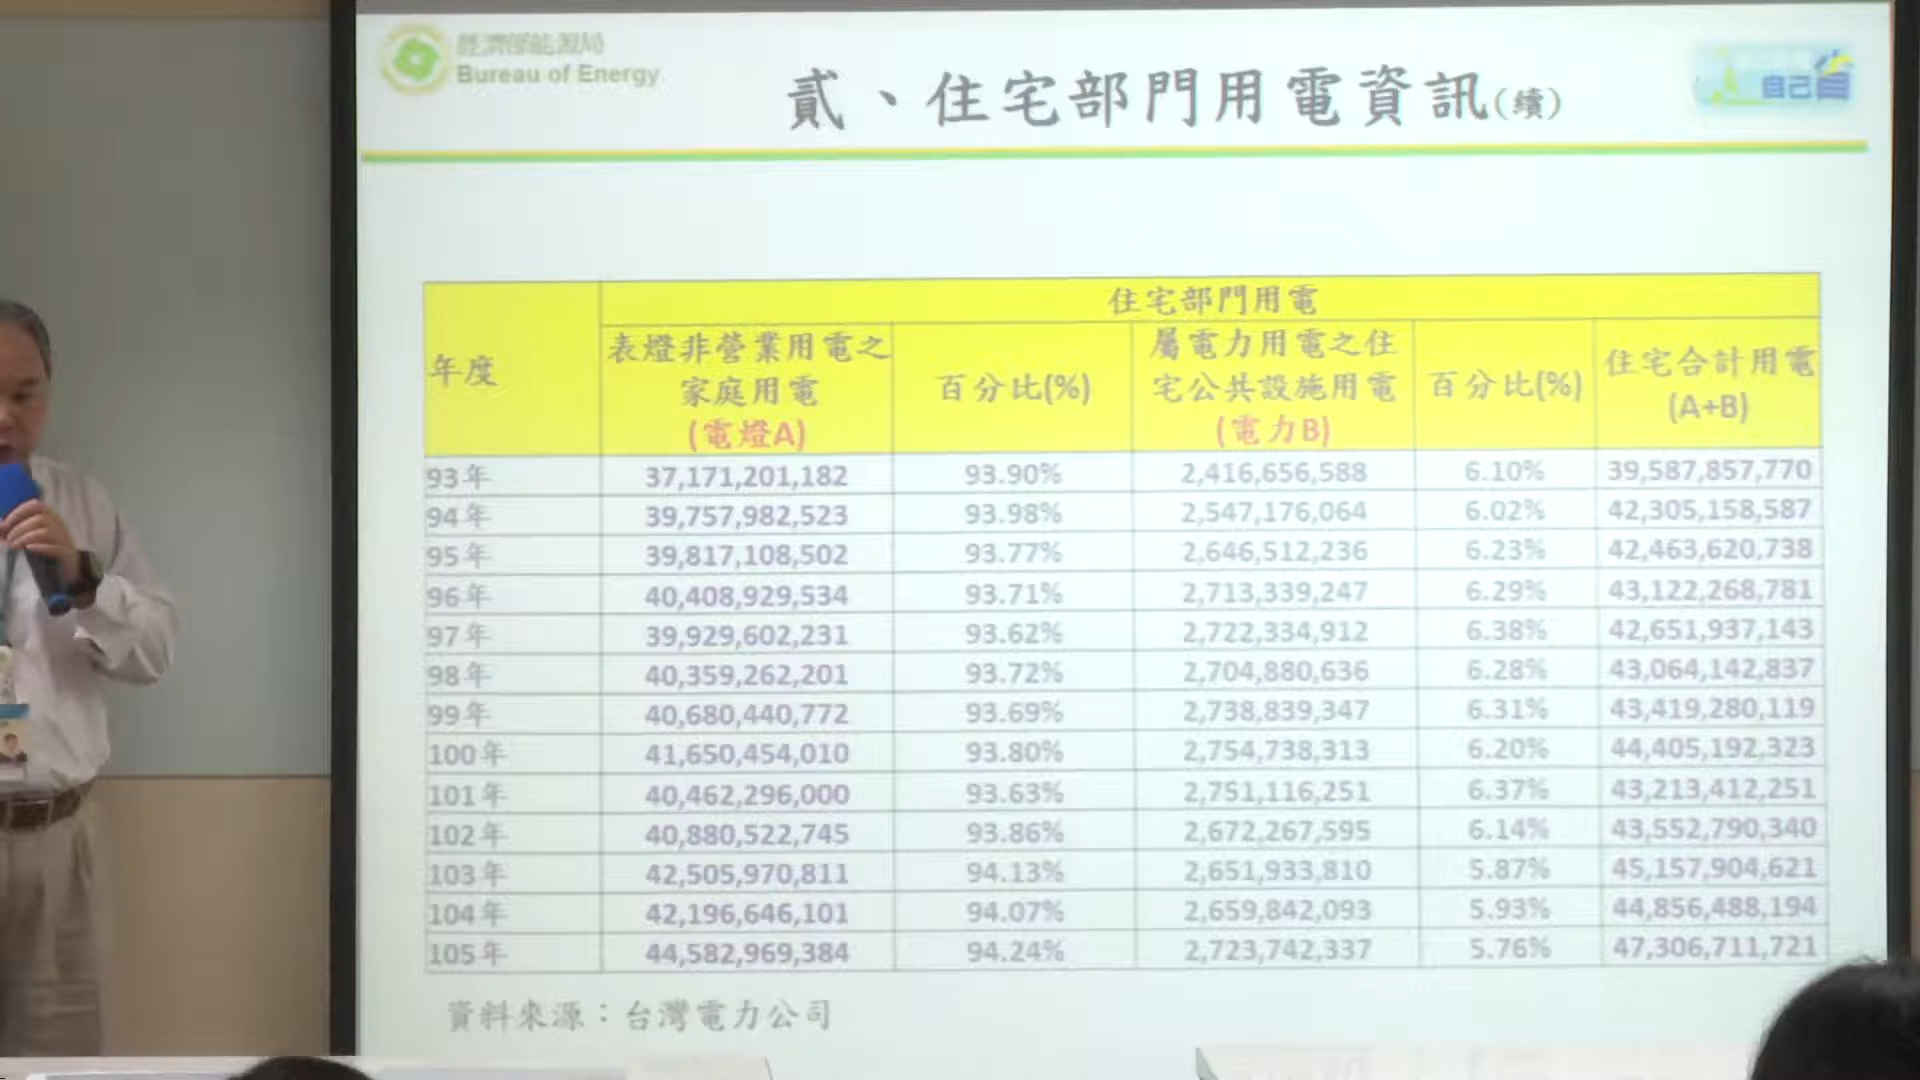 經濟部能源局
Bureau of Energy
貳、住宅部門用電資訊(續)
自己
年度
住宅部門用電
表燈非營業用電之家庭用電(電燈A)
百分比(%)
屬電力用電之住宅公共設施用電(電力B)
百分比(%)
住宅合計用電(A+B)
93年 37,171,201,182 93.90% 2,416,656,588 6.10% 39,587,857,770
94年 39,757,982,523 93.98% 2,547,176,064 6.02% 42,305,158,587
95年 39,817,108,502 93.77% 2,646,512,236 6.23% 42,463,620,738
96年 40,408,929,534 93.71% 2,713,339,247 6.29% 43,122,268,781
97年 39,929,602,231 93.62% 2,722,334,912 6.38% 42,651,937,143
98年 40,359,262,201 93.72% 2,704,880,636 6.28% 43,064,142,837
99年 40,680,440,772 93.69% 2,738,839,347 6.31% 43,419,280,119
100年 41,650,454,010 93.80% 2,754,738,313 6.20% 44,405,192,323
101年 40,462,296,000 93.63% 2,751,116,251 6.37% 43,213,412,251
102年 40,880,522,745 93.86% 2,672,267,595 6.14% 43,552,790,340
103年 42,505,970,811 94.13% 2,651,933,810 5.87% 45,157,904,621
104年 42,196,646,101 94.07% 2,659,842,093 5.93% 44,856,488,194
105年 44,582,969,384 94.24% 2,723,742,337 5.76% 47,306,711,721
資料來源：台灣電力公司